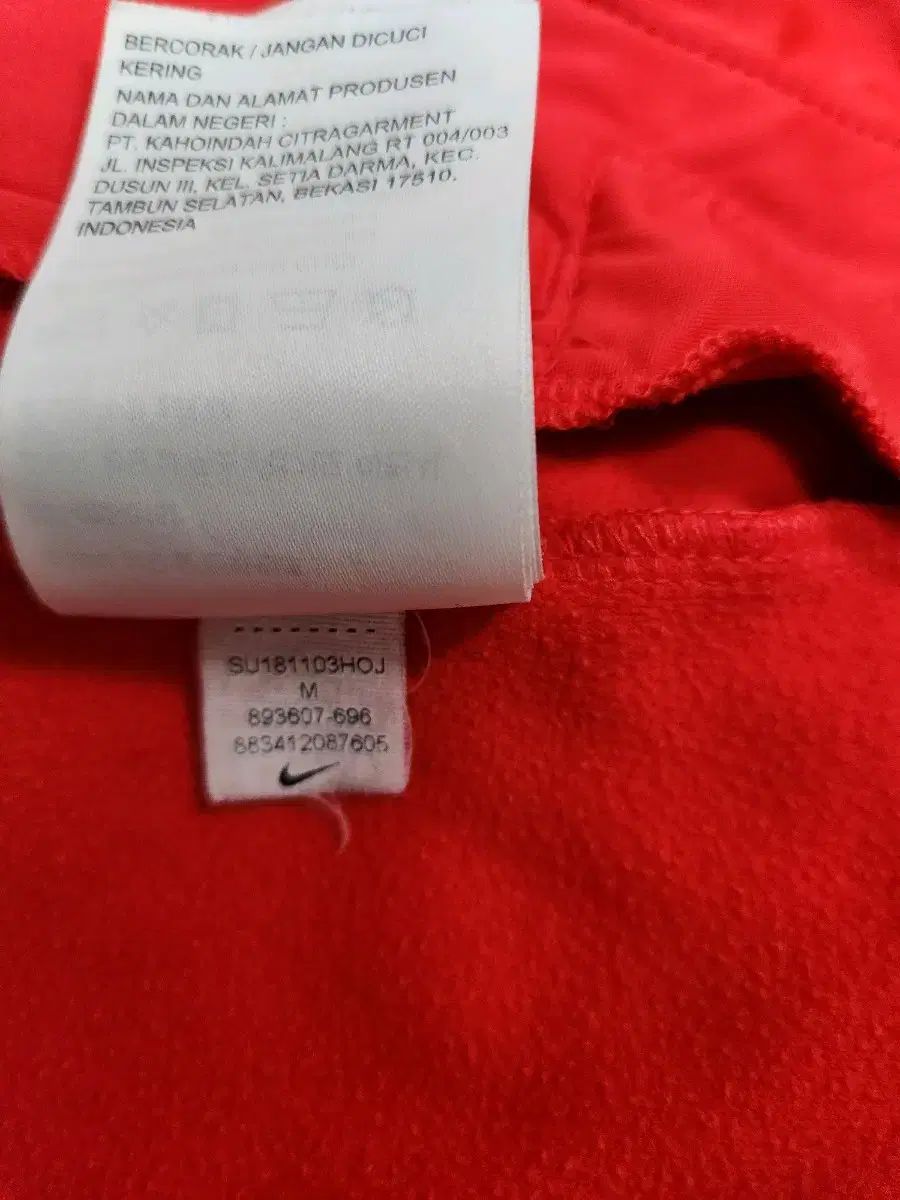 BERCORAK / JANGAN DICUCI
KERING
NAMA DAN ALAMAT PRODUSEN
DALAM NEGERI :
PT. KAHOINDAH CITRAGARMENT
JL. INSPEKSI KALIMALANG RT 004/003
DUSUN III, KEL. SETIA DARMA, KEC.
TAMBUN SELATAN, BEKASI 17510.
INDONESIA
SU181103HOJ
M
893607-696
883412087605